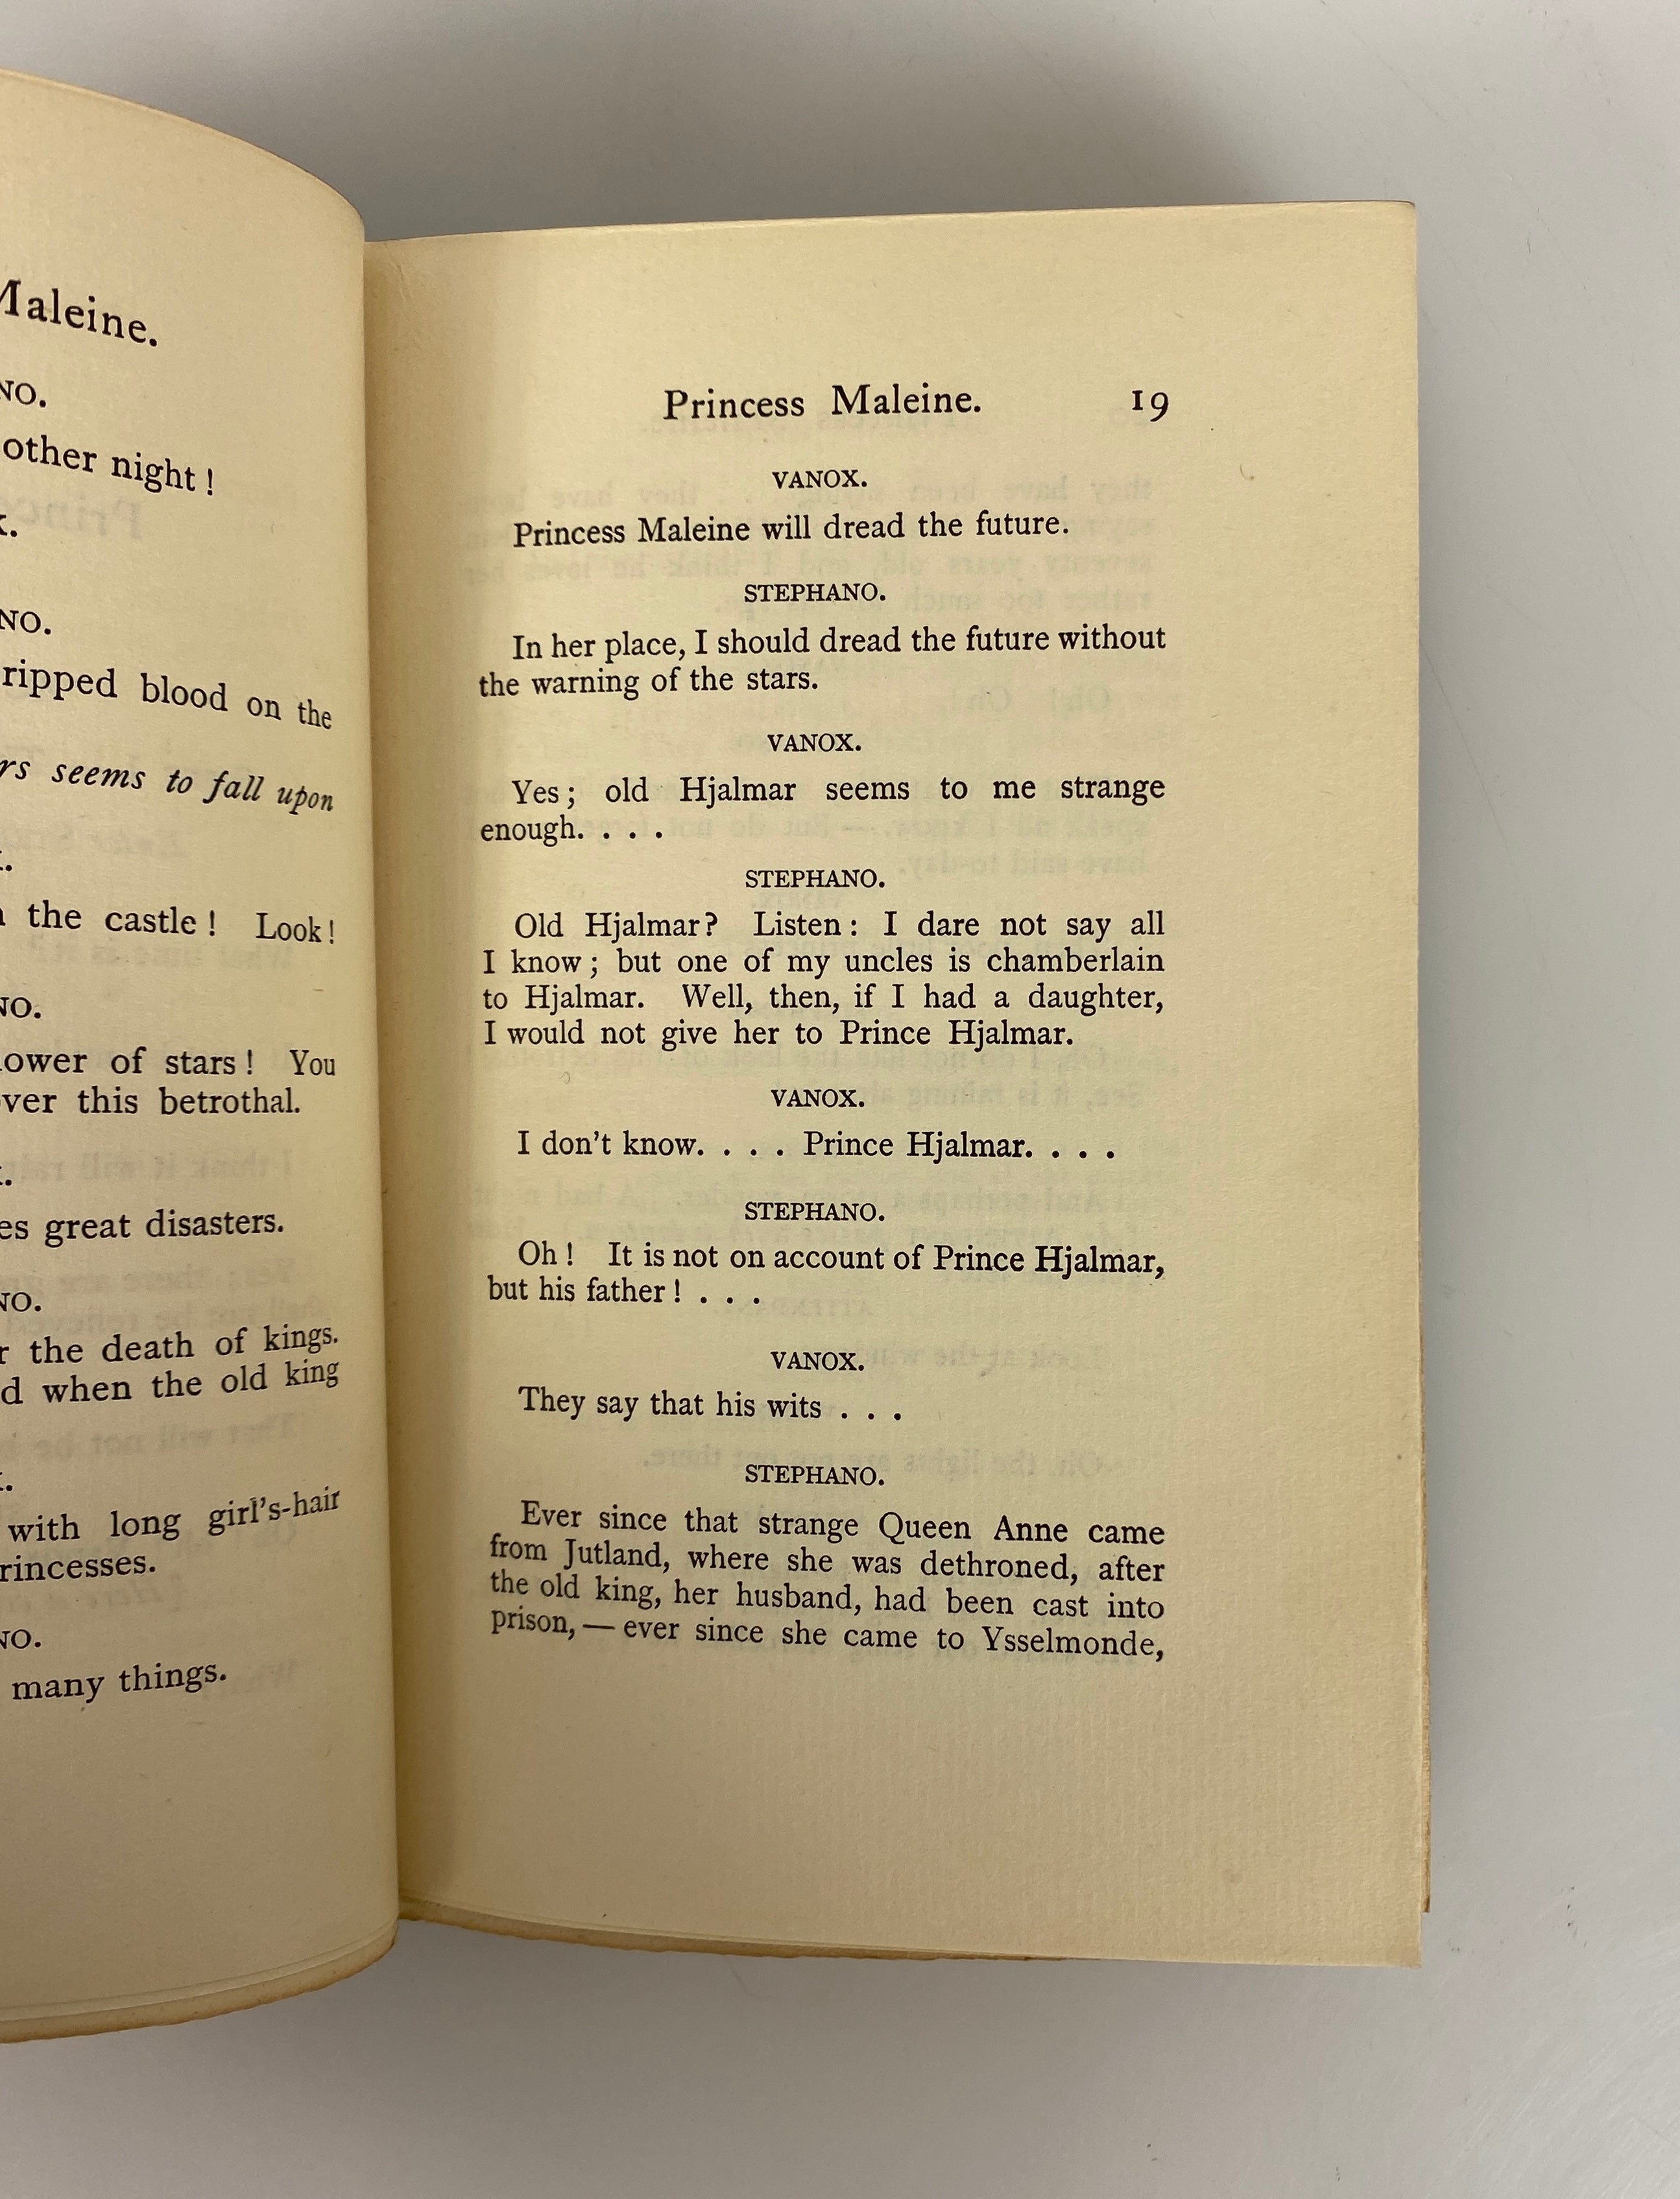 Maleine.
NO.
other night !
K.
NO.
ripped blood on the
rs seems to fall upon
the castle ! Look !
NO.
ower of stars ! You
ver this betrothal.
es great disasters.
NO.
r the death of kings.
d when the old king
with long girl's-hair
rincesses.
NO.
many things.
Princess Maleine. 19
VANOX.
Princess Maleine will dread the future.
STEPHANO.
In her place, I should dread the future without
the warning of the stars.
VANOX.
Yes ; old Hjalmar seems to me strange
enough. . . .
STEPHANO.
Old Hjalmar? Listen : I dare not say all
I know ; but one of my uncles is chamberlain
to Hjalmar. Well, then, if I had a daughter,
I would not give her to Prince Hjalmar.
VANOX.
I don't know. . . . Prince Hjalmar. . . .
STEPHANO.
Oh ! It is not on account of Prince Hjalmar,
but his father ! . . .
VANOX.
They say that his wits . . .
STEPHANO.
Ever since that strange Queen Anne came
from Jutland, where she was dethroned, after
the old king, her husband, had been cast into
prison, — ever since she came to Ysselmonde,